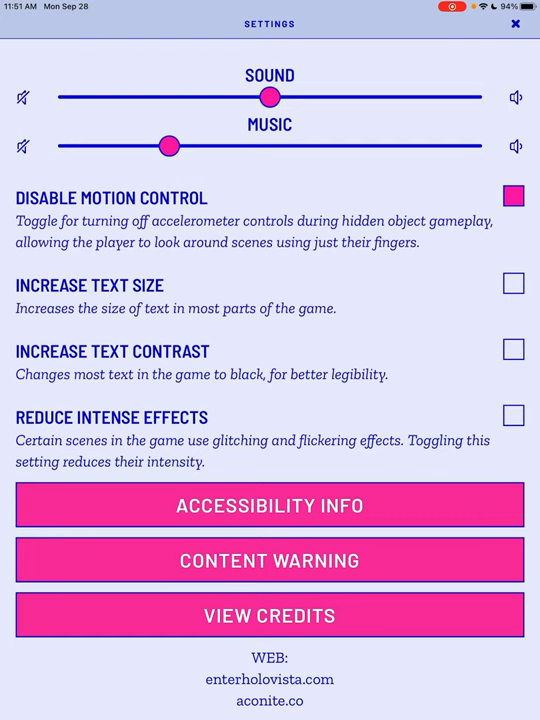 11:51 AM Mon Sep 28 94%
SETTINGS
SOUND
MUSIC
DISABLE MOTION CONTROL
Toggle for turning off accelerometer controls during hidden object gameplay,
allowing the player to look around scenes using just their fingers.
INCREASE TEXT SIZE
Increases the size of text in most parts of the game.
INCREASE TEXT CONTRAST
Changes most text in the game to black, for better legibility.
REDUCE INTENSE EFFECTS
Certain scenes in the game use glitching and flickering effects. Toggling this
setting reduces their intensity.
ACCESSIBILITY INFO
CONTENT WARNING
VIEW CREDITS
WEB:
enterholovista.com
aconite.co